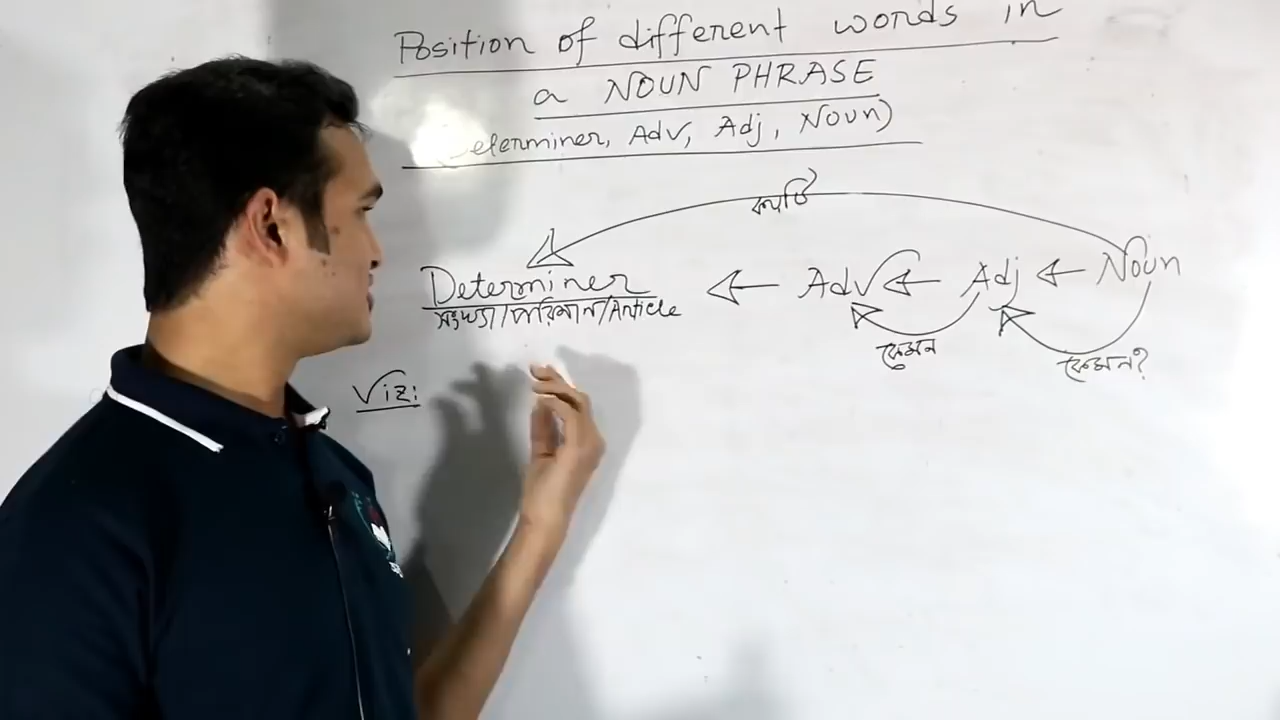 Position of different words in
a NOUN PHRASE
eterminer, Adv, Adj, Noun)
কয়টি?
Determiner ← Adv ← Adj ← Noun
সংখ্যা/পরিমান/Article
কেমন কেমন?
Viz: